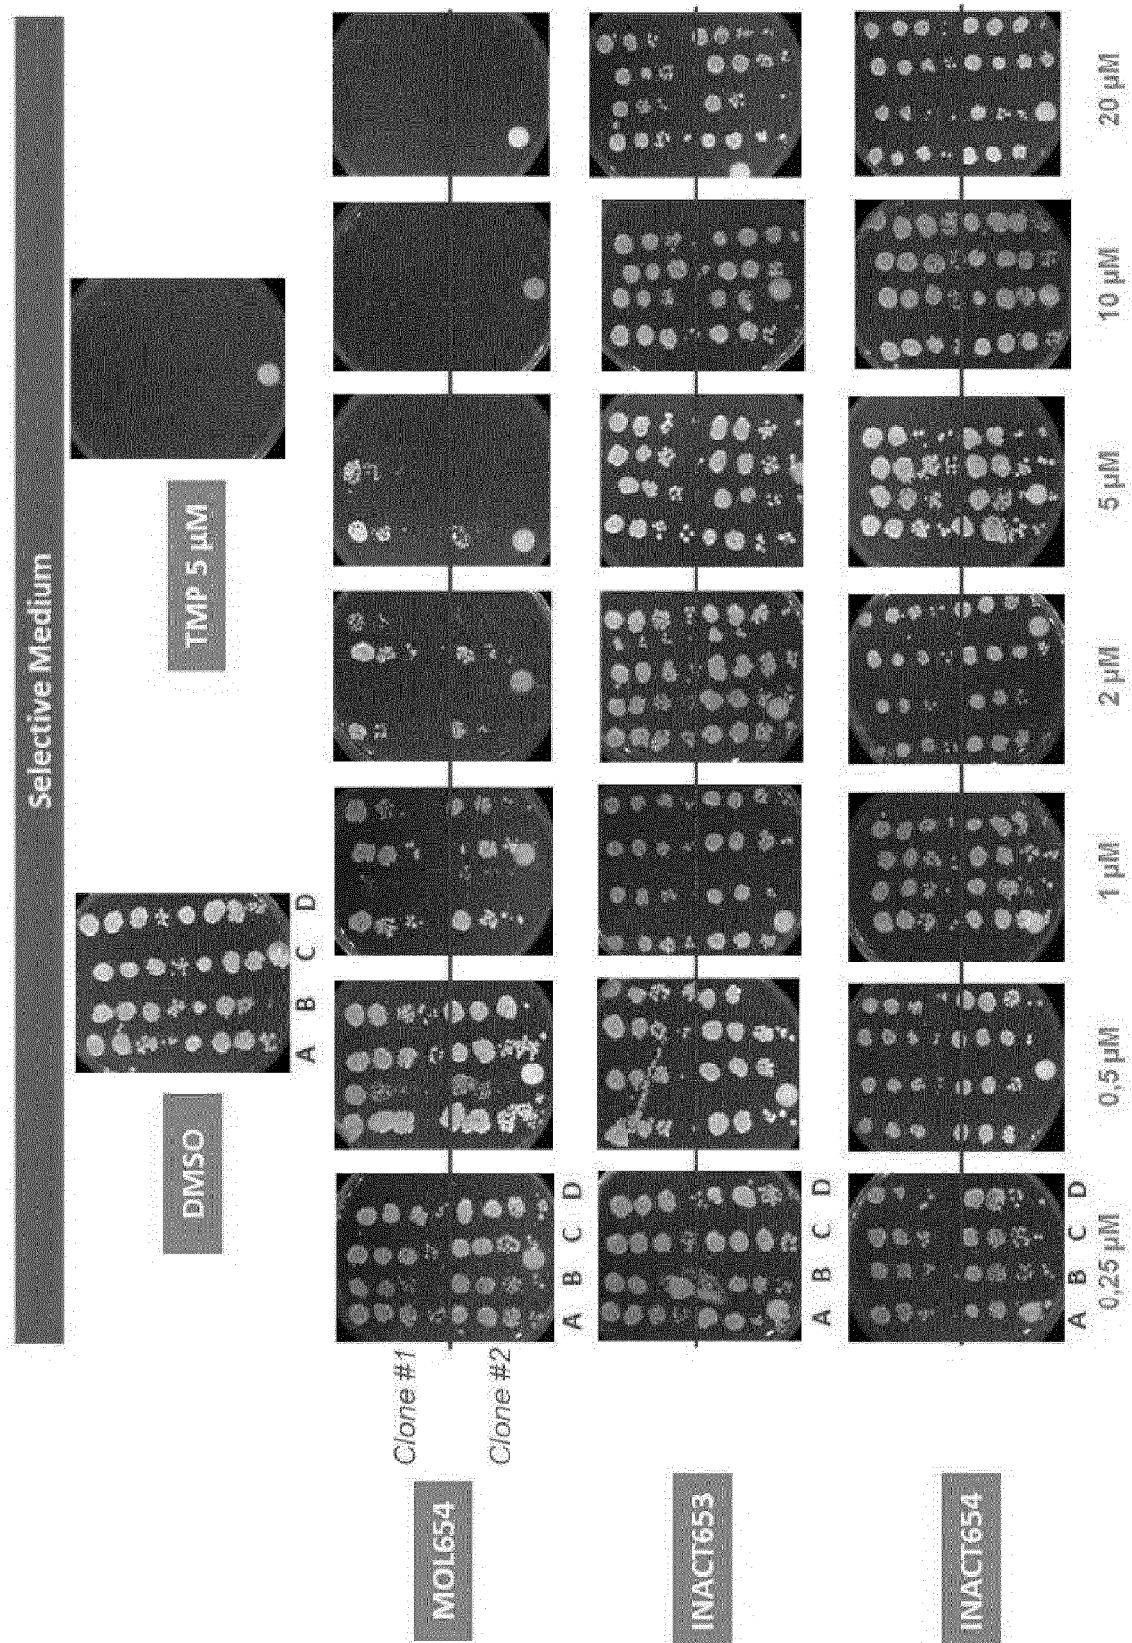 Selective Medium
DMSO
TMP 5 µM
A B C D
Clone #1
Clone #2
MOL654
A B C D
INACT653
A B C D
INACT654
A B C D
0,25 µM
0,5 µM
1 µM
2 µM
5 µM
10 µM
20 µM